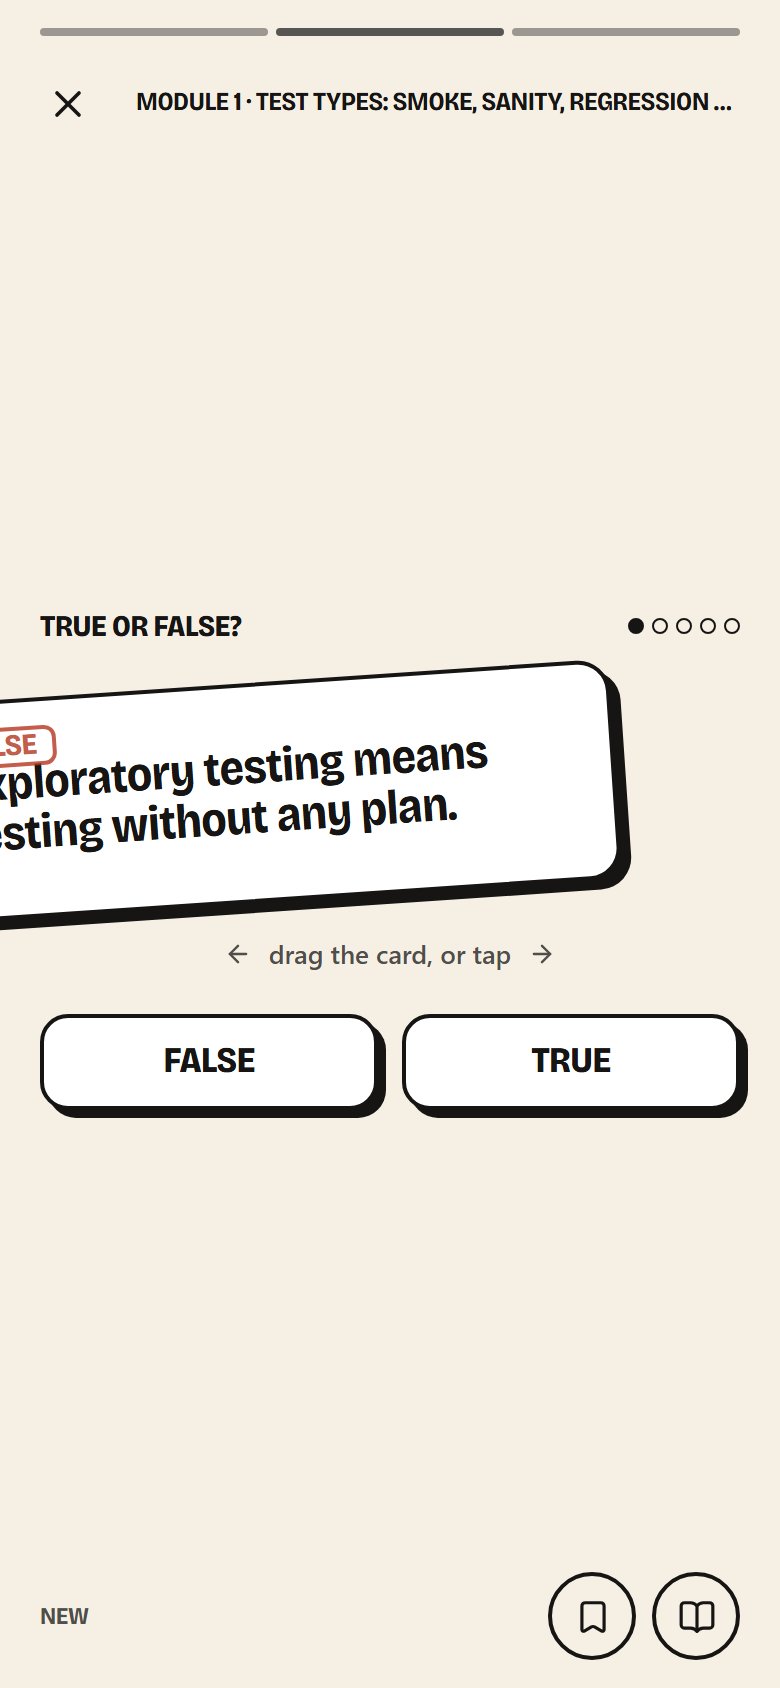 MODULE 1 · TEST TYPES: SMOKE, SANITY, REGRESSION ...
TRUE OR FALSE?
LSE
xploratory testing means
esting without any plan.
← drag the card, or tap →
FALSE
TRUE
NEW